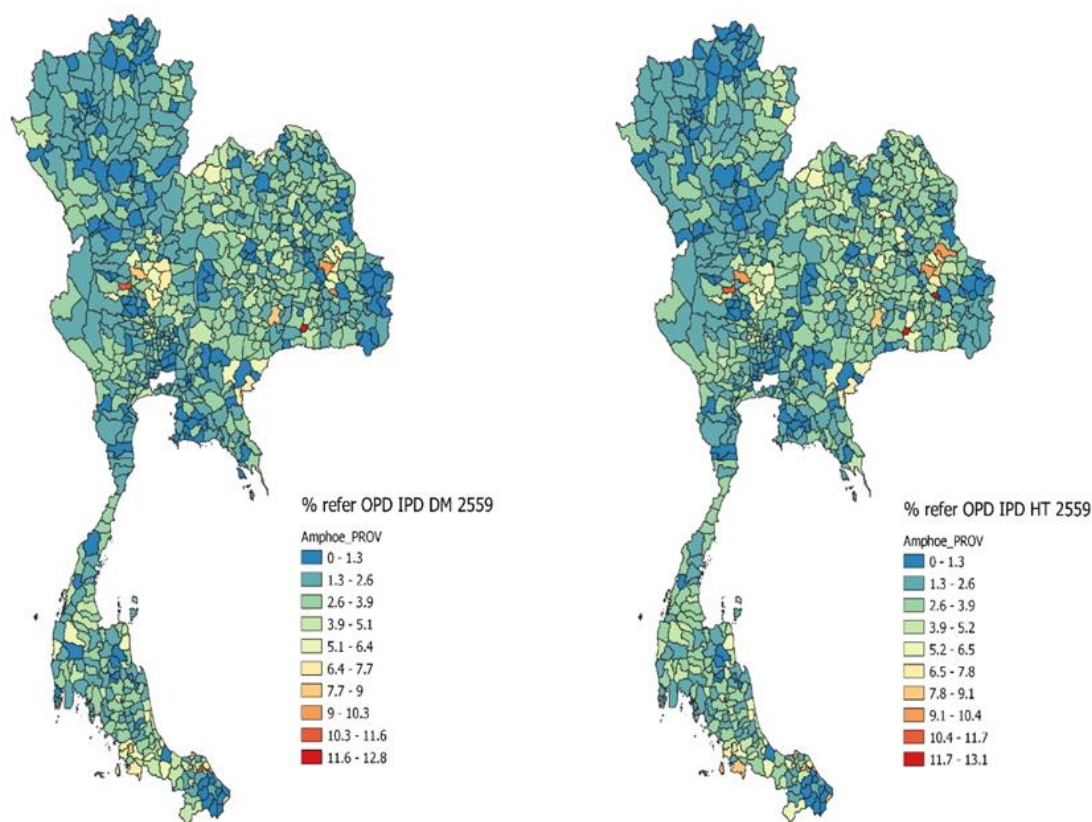 % refer OPD IPD DM 2559
Amphoe_PROV
0 - 1.3
1.3 - 2.6
2.6 - 3.9
3.9 - 5.1
5.1 - 6.4
6.4 - 7.7
7.7 - 9
9 - 10.3
10.3 - 11.6
11.6 - 12.8
% refer OPD IPD HT 2559
Amphoe_PROV
0 - 1.3
1.3 - 2.6
2.6 - 3.9
3.9 - 5.2
5.2 - 6.5
6.5 - 7.8
7.8 - 9.1
9.1 - 10.4
10.4 - 11.7
11.7 - 13.1